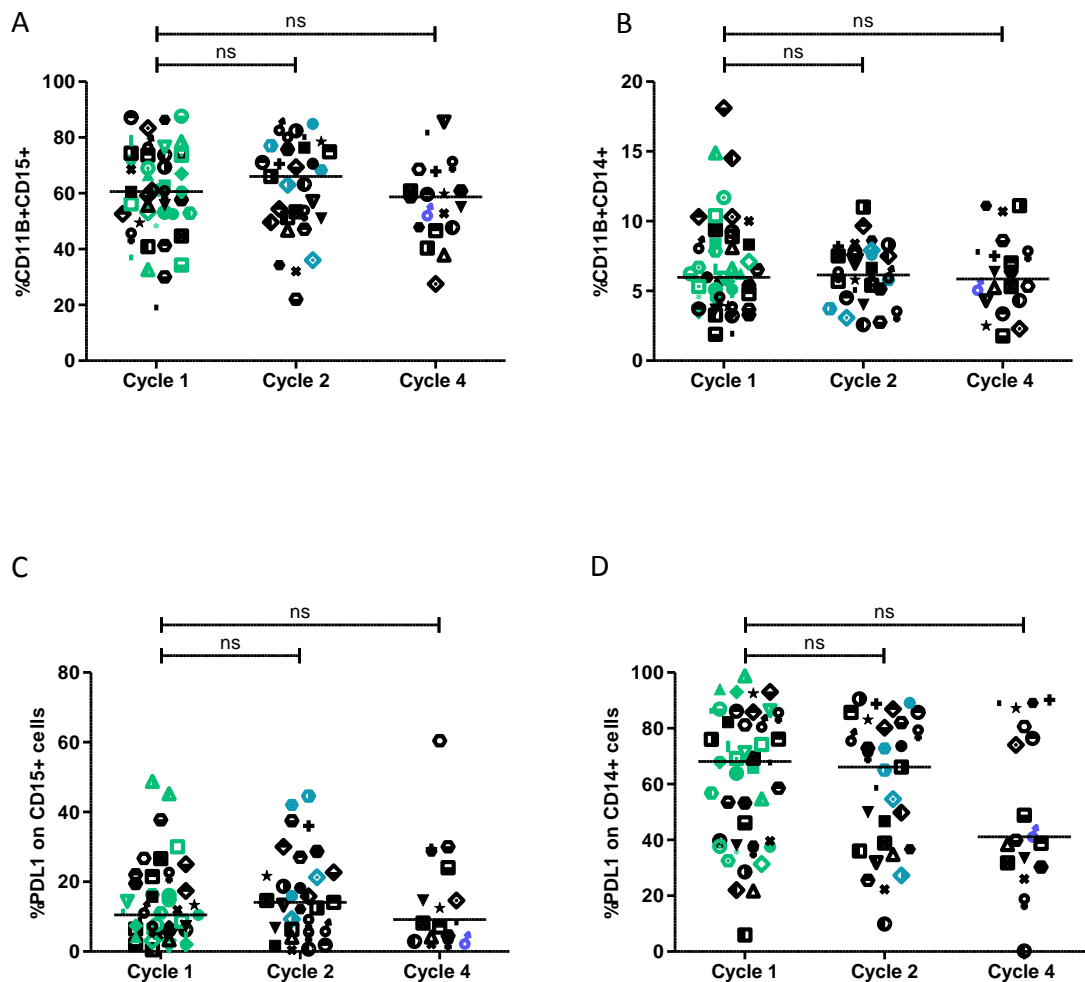 A
ns
ns
%CD11B+CD15+
100
80
60
40
20
0
Cycle 1
Cycle 2
Cycle 4
B
ns
ns
%CD11B+CD14+
20
15
10
5
0
Cycle 1
Cycle 2
Cycle 4
C
ns
ns
%PDL1 on CD15+ cells
80
60
40
20
0
Cycle 1
Cycle 2
Cycle 4
D
ns
ns
%PDL1 on CD14+ cells
100
80
60
40
20
0
Cycle 1
Cycle 2
Cycle 4